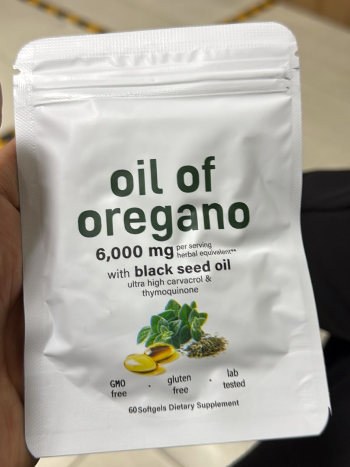 oil of
oregano
6,000 mg per serving
herbal equivalent**
with black seed oil
ultra high carvacrol &
thymoquinone
GMO free · gluten free · lab tested
60 Softgels Dietary Supplement